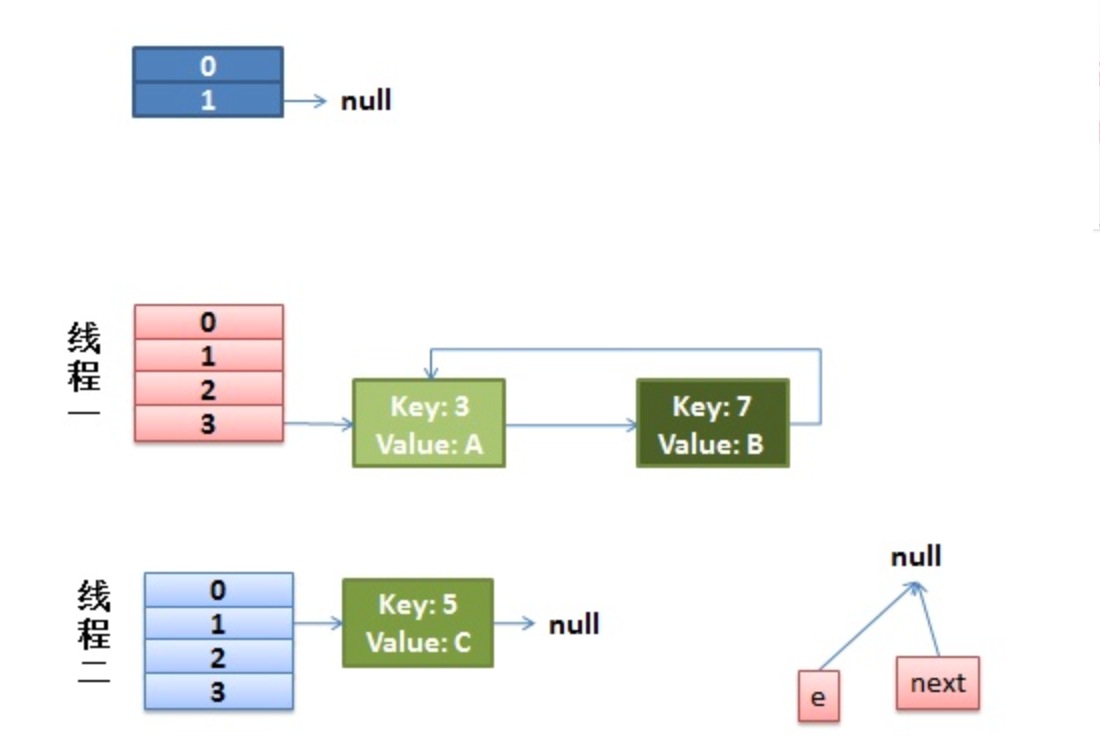 0
1
null
线程一
0
1
2
3
Key: 3
Value: A
Key: 7
Value: B
线程二
0
1
2
3
Key: 5
Value: C
null
null
e
next